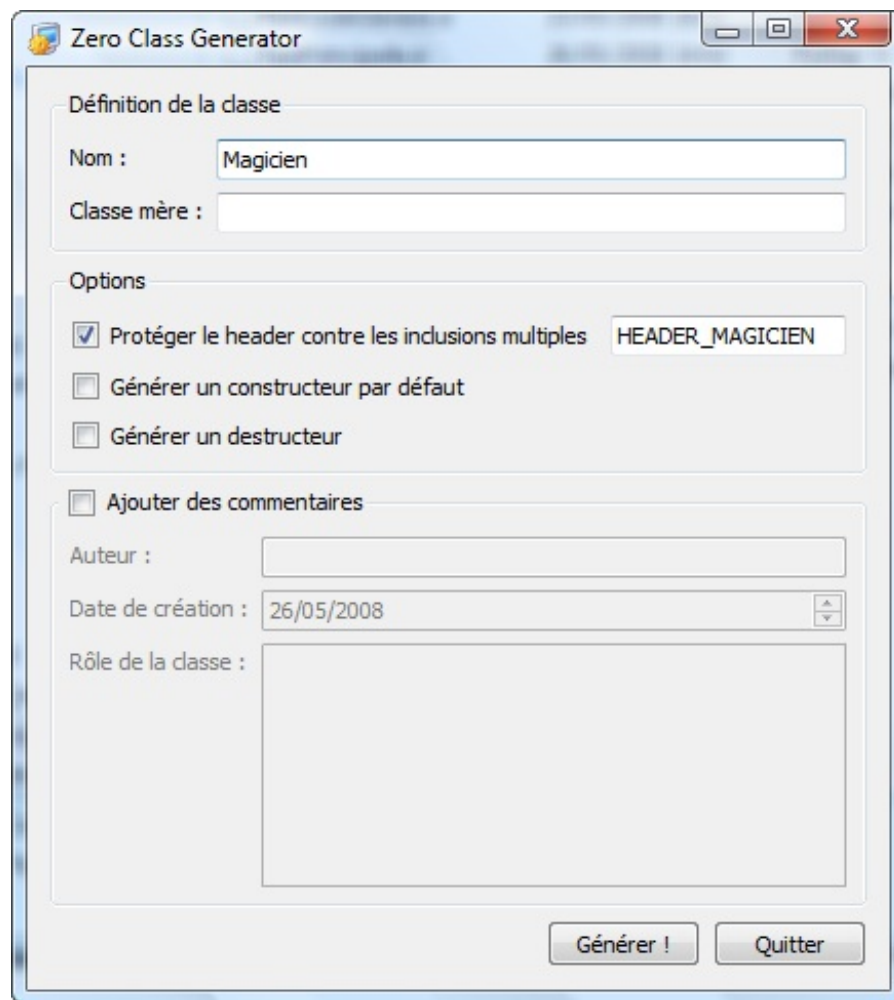 Zero Class Generator
Définition de la classe
Nom : Magicien
Classe mère :
Options
Protéger le header contre les inclusions multiples HEADER_MAGICIEN
Générer un constructeur par défaut
Générer un destructeur
Ajouter des commentaires
Auteur :
Date de création : 26/05/2008
Rôle de la classe :
Générer ! Quitter